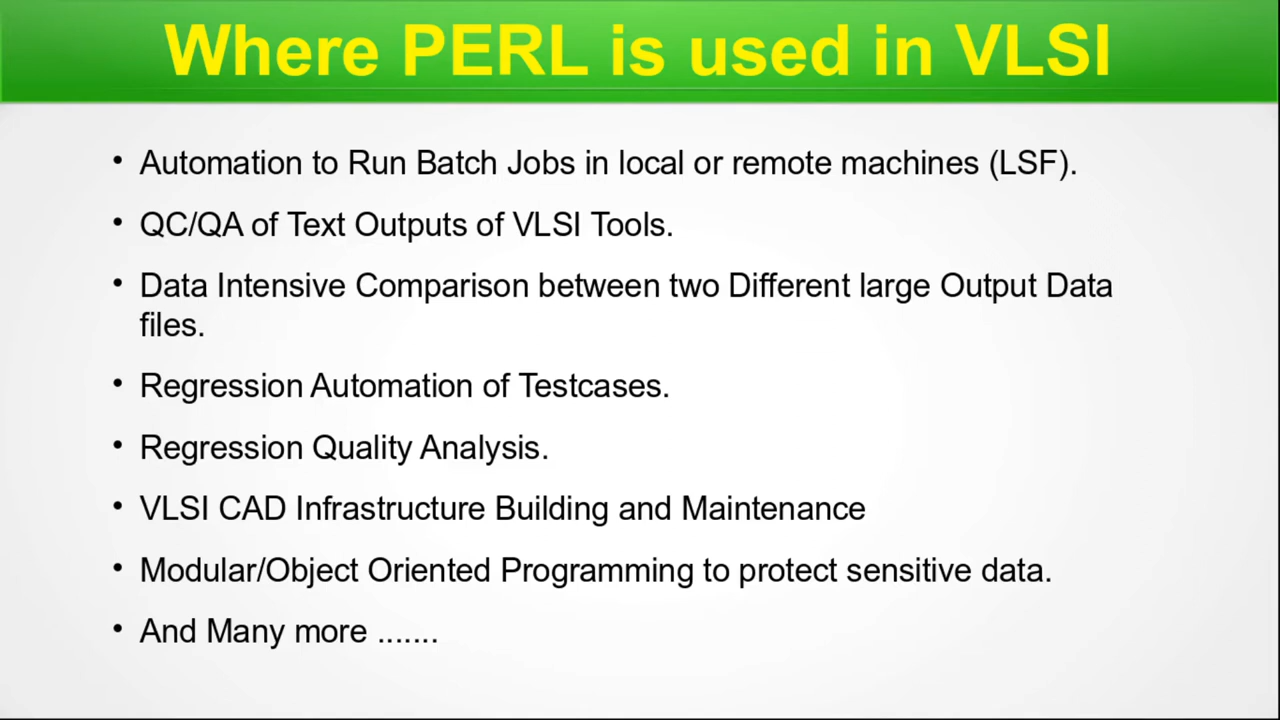 Where PERL is used in VLSI
• Automation to Run Batch Jobs in local or remote machines (LSF).
• QC/QA of Text Outputs of VLSI Tools.
• Data Intensive Comparison between two Different large Output Data
files.
• Regression Automation of Testcases.
• Regression Quality Analysis.
• VLSI CAD Infrastructure Building and Maintenance
• Modular/Object Oriented Programming to protect sensitive data.
• And Many more .......